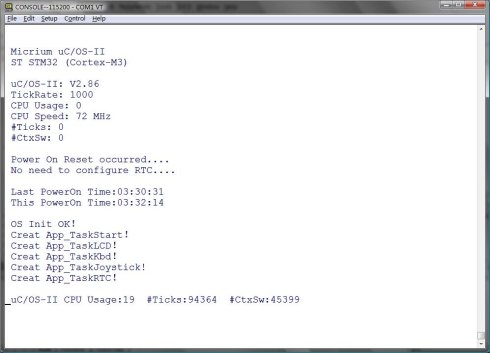 CONSOLE--115200 - COM1 VT
File Edit Setup Control Help
Micrium uC/OS-II
ST STM32 (Cortex-M3)
uC/OS-II: V2.86
TickRate: 1000
CPU Usage: 0
CPU Speed: 72 MHz
#Ticks: 0
#CtxSw: 0
Power On Reset occurred....
No need to configure RTC....
Last PowerOn Time:03:30:31
This PowerOn Time:03:32:14
OS Init OK!
Creat App_TaskStart!
Creat App_TaskLCD!
Creat App_TaskKbd!
Creat App_TaskJoystick!
Creat App_TaskRTC!
uC/OS-II CPU Usage:19 #Ticks:94364 #CtxSw:45399